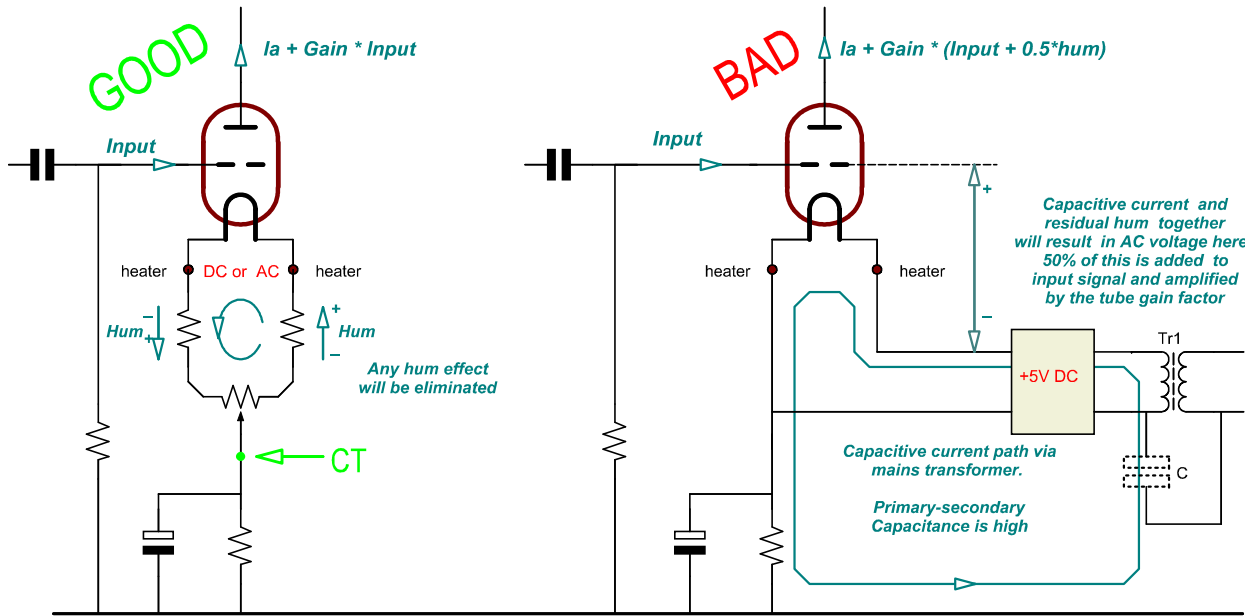 GOOD
Ia + Gain * Input
Input
heater
DC or AC
heater
−
Hum
+
+
Hum
−
Any hum effect
will be eliminated
CT
BAD
Ia + Gain * (Input + 0.5*hum)
Input
+
Capacitive current and
residual hum together
will result in AC voltage here
50% of this is added to
input signal and amplified
by the tube gain factor
heater
heater
−
Tr1
+5V DC
Capacitive current path via
mains transformer.
Primary-secondary
Capacitance is high
C